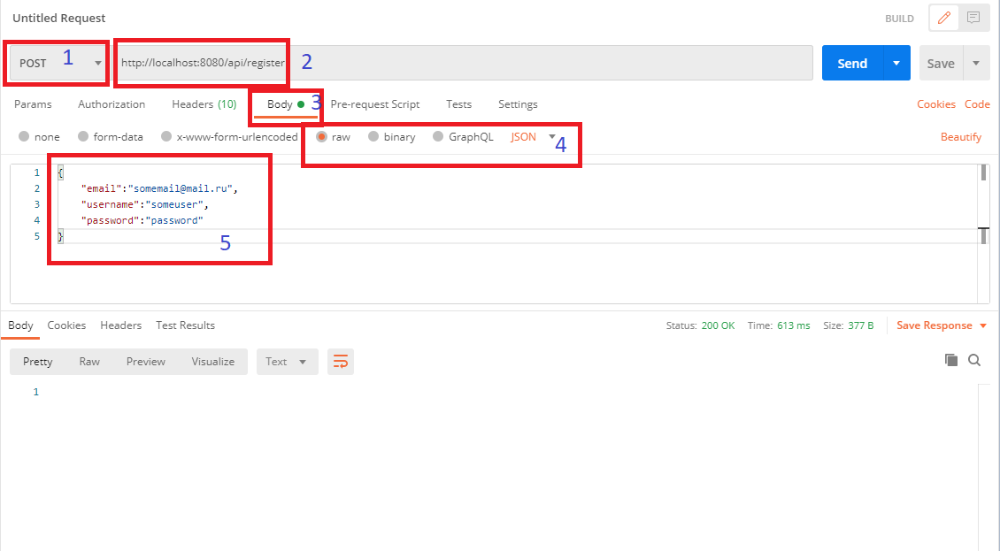 Untitled Request BUILD
POST 1 http://localhost:8080/api/register 2 Send Save
Params Authorization Headers (10) Body 3 Pre-request Script Tests Settings Cookies Code
none form-data x-www-form-urlencoded raw binary GraphQL JSON 4 Beautify
1 {
2 "email":"somemail@mail.ru",
3 "username":"someuser",
4 "password":"password"
5 }
5
Body Cookies Headers Test Results Status: 200 OK Time: 613 ms Size: 377 B Save Response
Pretty Raw Preview Visualize Text
1